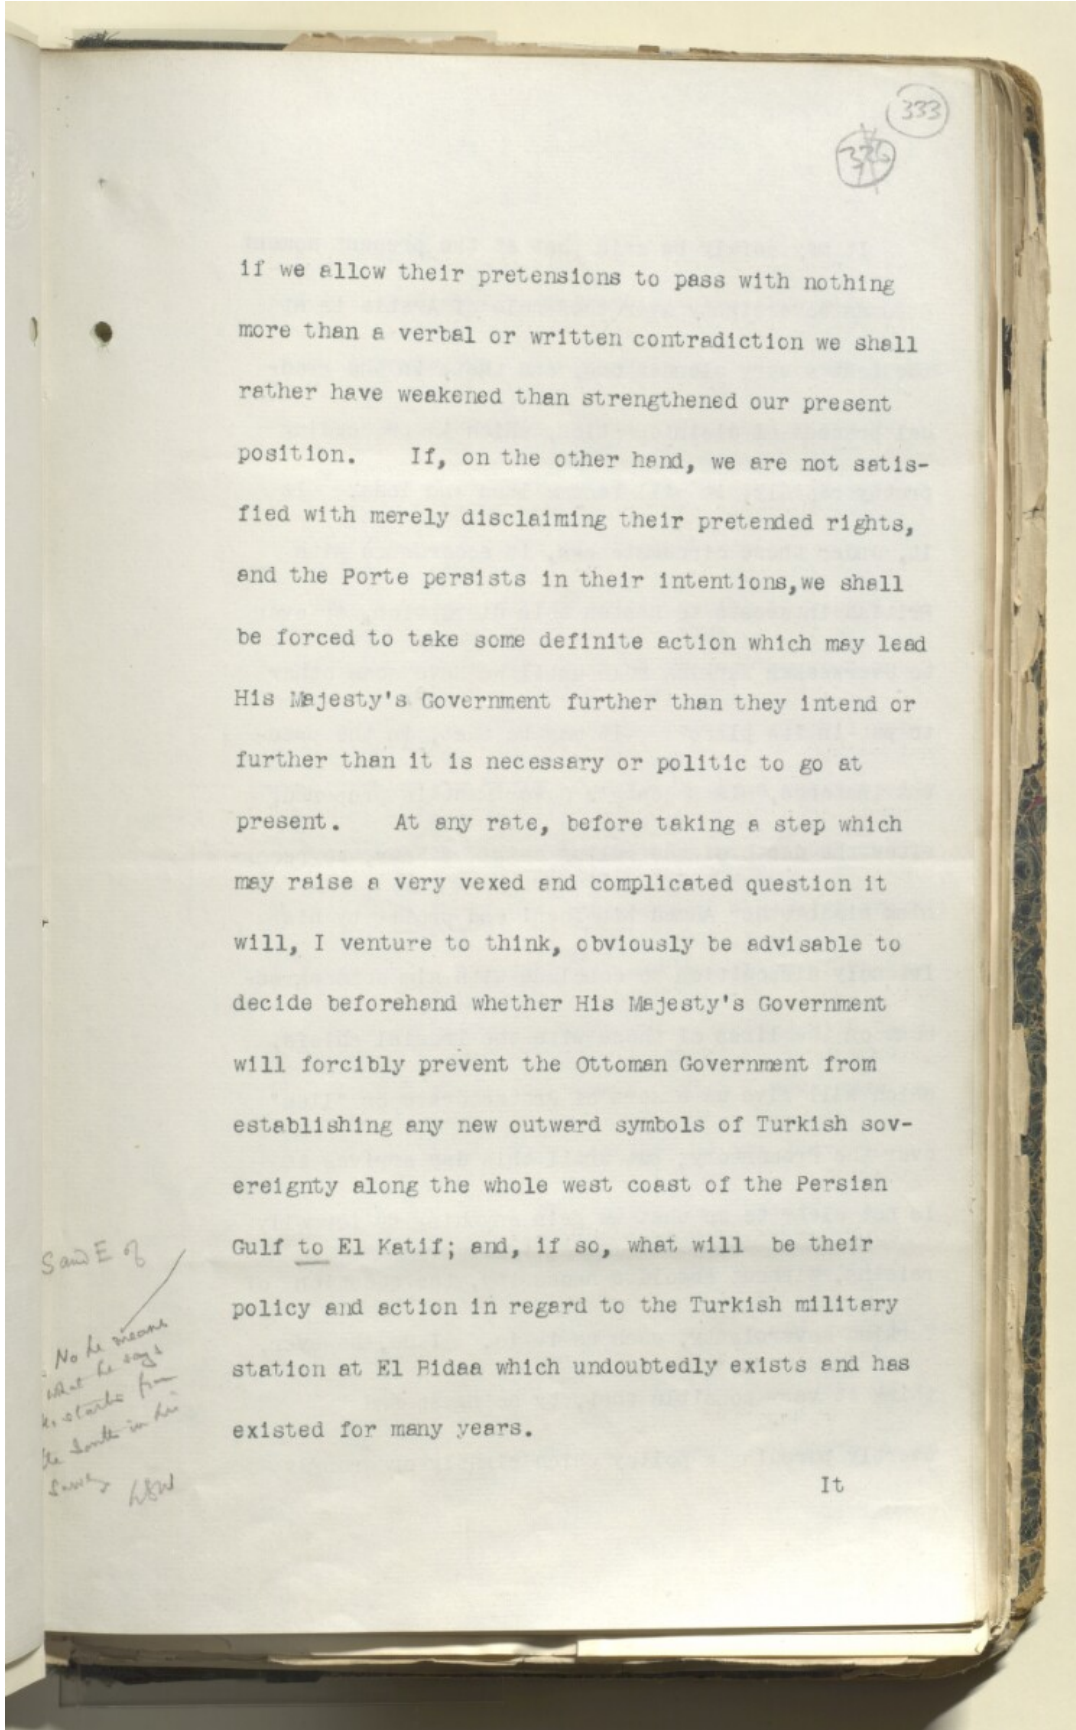 333
if we allow their pretensions to pass with nothing
more than a verbal or written contradiction we shall
rather have weakened than strengthened our present
position. If, on the other hand, we are not satis-
fied with merely disclaiming their pretended rights,
and the Porte persists in their intentions,we shall
be forced to take some definite action which may lead
His Majesty's Government further than they intend or
further than it is necessary or politic to go at
present. At any rate, before taking a step which
may raise a very vexed and complicated question it
will, I venture to think, obviously be advisable to
decide beforehand whether His Majesty's Government
will forcibly prevent the Ottoman Government from
establishing any new outward symbols of Turkish sov-
ereignty along the whole west coast of the Persian
Gulf to El Katif; and, if so, what will be their
policy and action in regard to the Turkish military
station at El Bidaa which undoubtedly exists and has
existed for many years.
It
S and E of
No he means
what he says
He starts from
the South in his